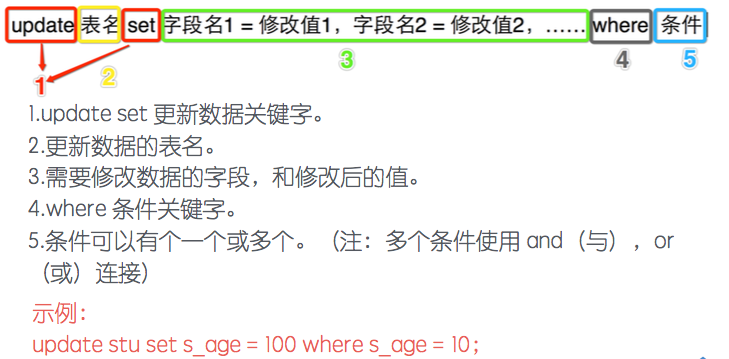 update 表名 set 字段名1 = 修改值1，字段名2 = 修改值2，…… where 条件
1 2 3 4 5
1.update set 更新数据关键字。
2.更新数据的表名。
3.需要修改数据的字段，和修改后的值。
4.where 条件关键字。
5.条件可以有个一个或多个。（注：多个条件使用 and（与），or
（或）连接）
示例：
update stu set s_age = 100 where s_age = 10；